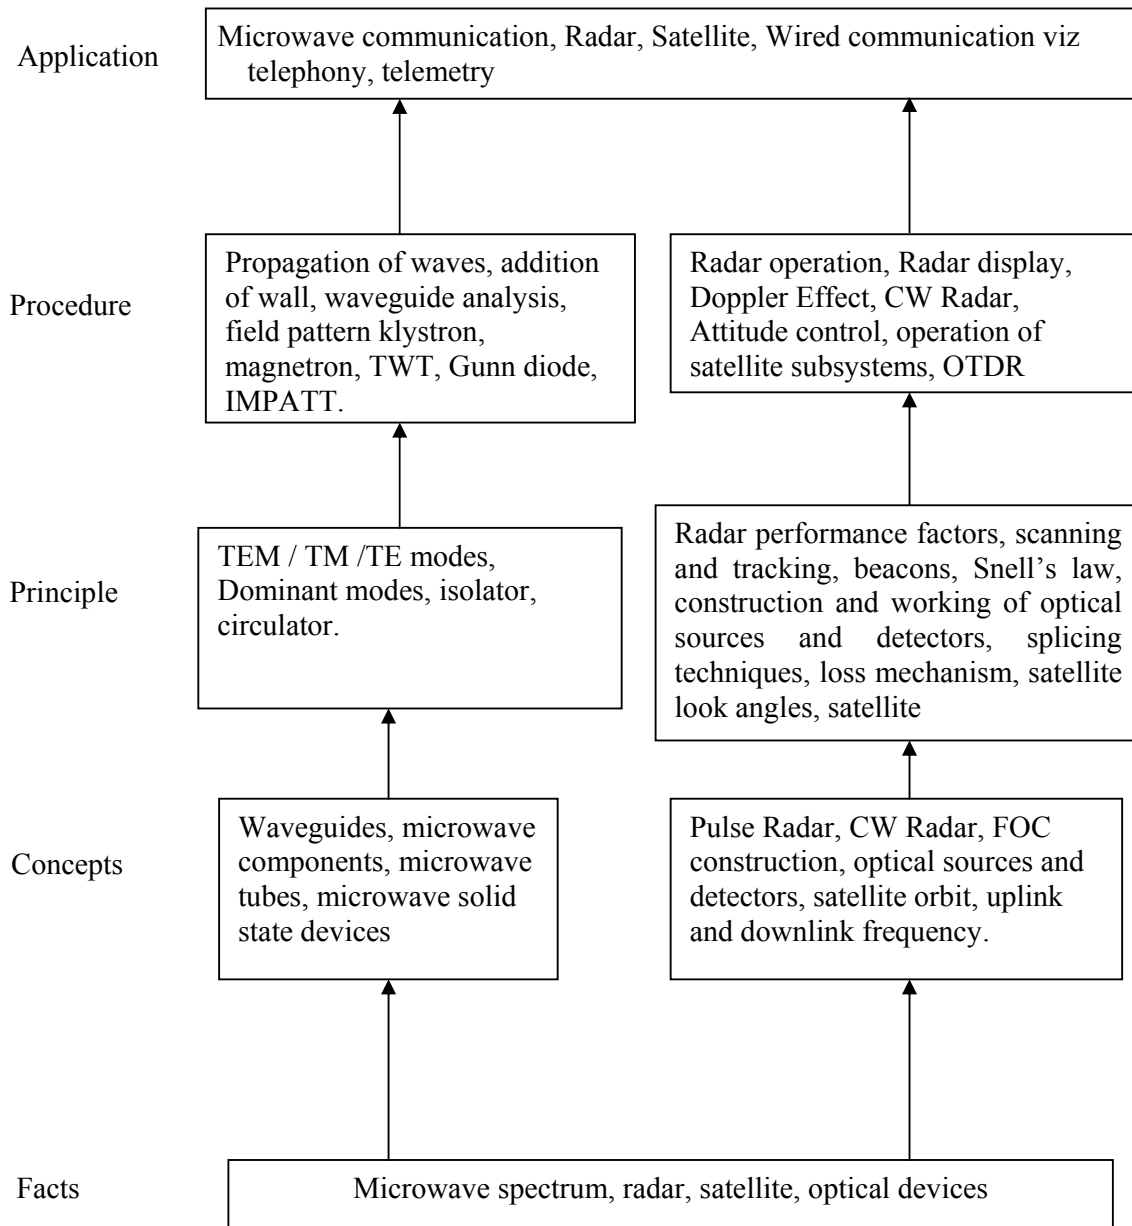 Application
Microwave communication, Radar, Satellite, Wired communication viz
telephony, telemetry
Procedure
Propagation of waves, addition
of wall, waveguide analysis,
field pattern klystron,
magnetron, TWT, Gunn diode,
IMPATT.
Radar operation, Radar display,
Doppler Effect, CW Radar,
Attitude control, operation of
satellite subsystems, OTDR
Principle
TEM / TM /TE modes,
Dominant modes, isolator,
circulator.
Radar performance factors, scanning
and tracking, beacons, Snell’s law,
construction and working of optical
sources and detectors, splicing
techniques, loss mechanism, satellite
look angles, satellite
Concepts
Waveguides, microwave
components, microwave
tubes, microwave solid
state devices
Pulse Radar, CW Radar, FOC
construction, optical sources and
detectors, satellite orbit, uplink
and downlink frequency.
Facts
Microwave spectrum, radar, satellite, optical devices